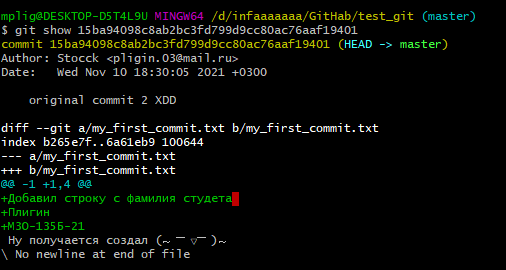 mplig@DESKTOP-D5T4L9U MINGW64 /d/infaaaaaaa/GitHab/test_git (master)
$ git show 15ba94098c8ab2bc3fd799d9cc80ac76aaf19401
commit 15ba94098c8ab2bc3fd799d9cc80ac76aaf19401 (HEAD -> master)
Author: Stocck <pligin.03@mail.ru>
Date:   Wed Nov 10 18:30:05 2021 +0300

    original commit 2 XDD

diff --git a/my_first_commit.txt b/my_first_commit.txt
index b265e7f..6a61eb9 100644
--- a/my_first_commit.txt
+++ b/my_first_commit.txt
@@ -1 +1,4 @@
+Добавил строку с фамилия студета
+Плигин
+МЗО-135Б-21
 Ну получается создал (~ ￣ ▽￣ )~
\ No newline at end of file